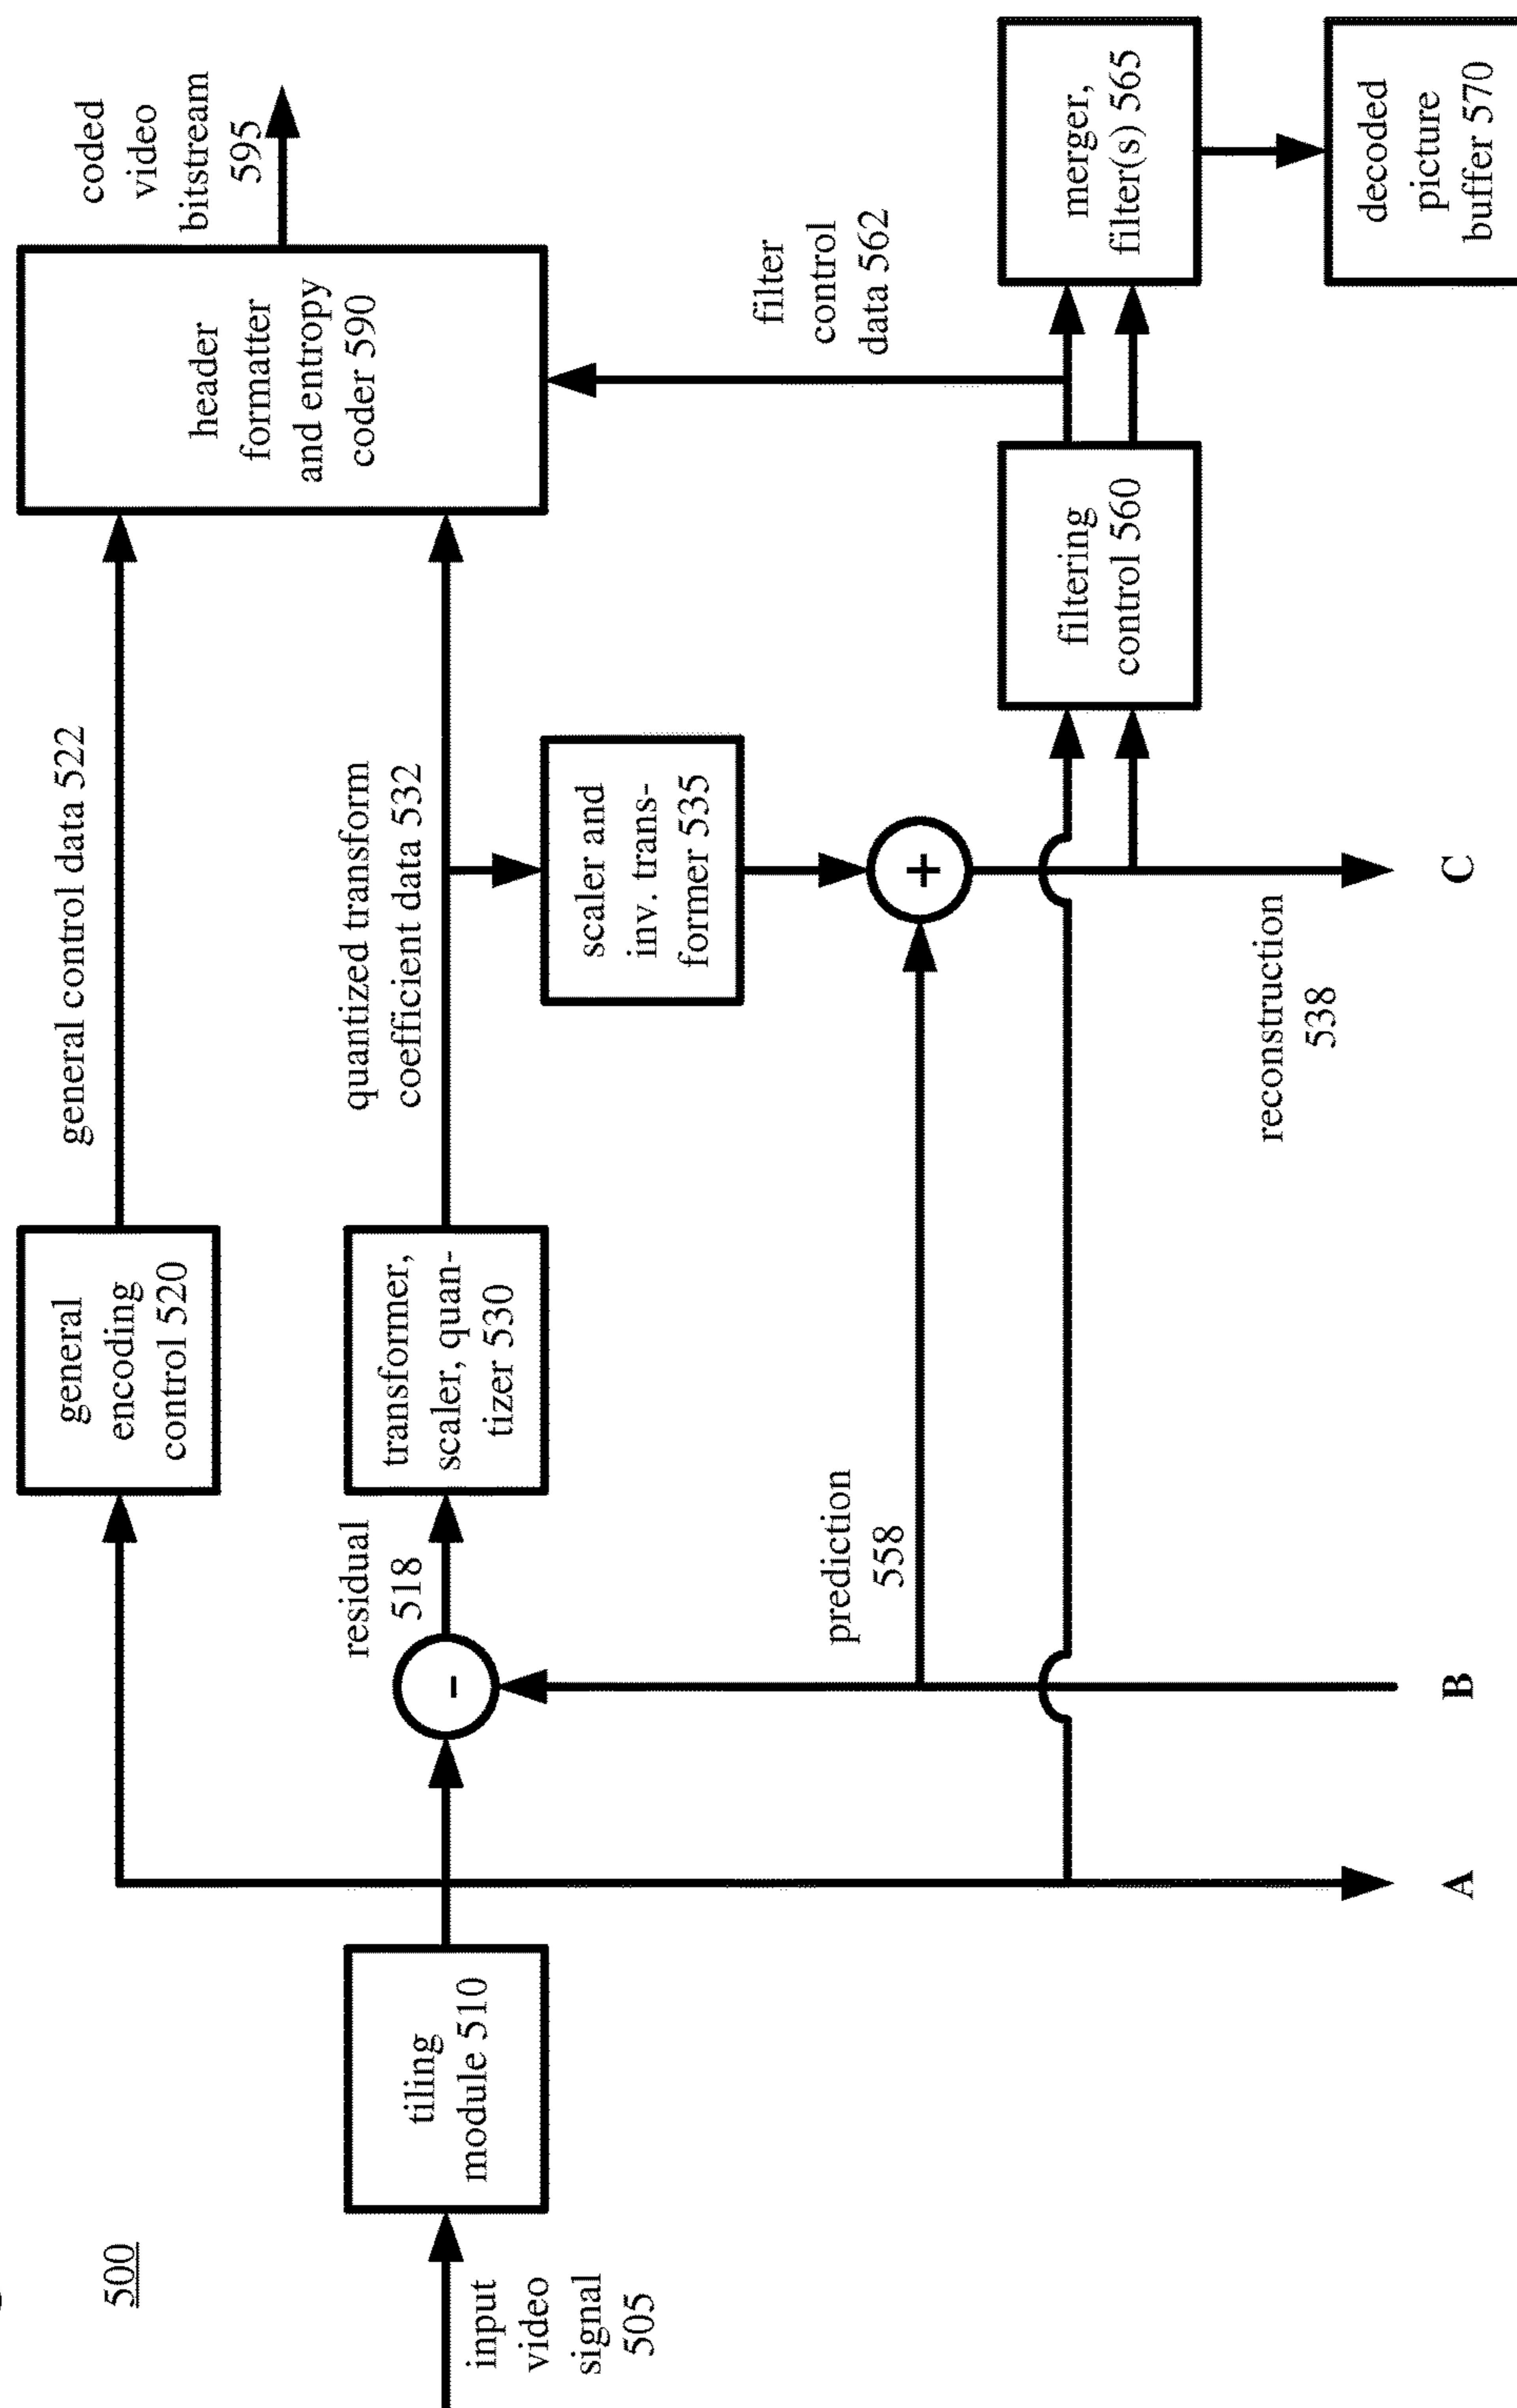 500
input
video
signal
505
tiling
module 510
general
encoding
control 520
general control data 522
residual
518
transformer,
scaler, quan-
tizer 530
quantized transform
coefficient data 532
header
formatter
and entropy
coder 590
coded
video
bitstream
595
scaler and
inv. trans-
former 535
prediction
558
-
+
filter
control
data 562
filtering
control 560
merger,
filter(s) 565
decoded
picture
buffer 570
reconstruction
538
A
B
C